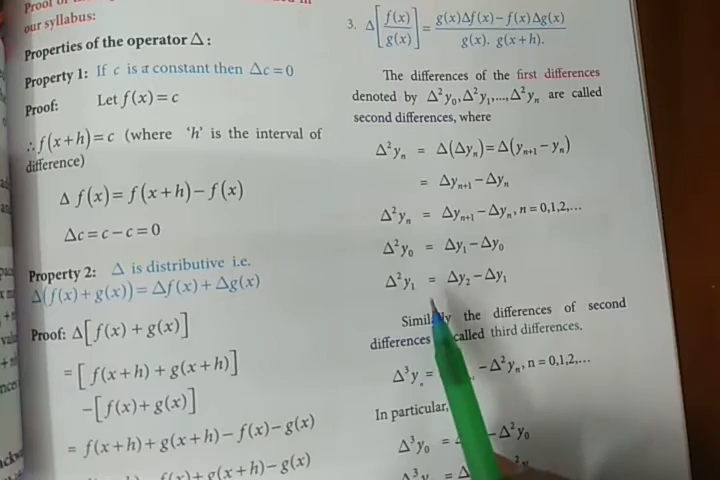 our syllabus:
Properties of the operator Δ :
Property 1: If c is a constant then Δc = 0
Proof: Let f(x) = c
∴ f(x+h) = c (where ‘h’ is the interval of
difference)
Δ f(x) = f(x+h) − f(x)
Δc = c − c = 0
Property 2: Δ is distributive i.e.
Δ(f(x) + g(x)) = Δf(x) + Δg(x)
Proof: Δ[f(x) + g(x)]
= [f(x+h) + g(x+h)]
−[f(x) + g(x)]
= f(x+h) + g(x+h) − f(x) − g(x)
f(x) + g(x+h) − g(x)
3. Δ[f(x)/g(x)] = (g(x)Δf(x) − f(x)Δg(x))/(g(x). g(x+h).
The differences of the first differences
denoted by Δ²y₀, Δ²y₁, ..., Δ²yₙ are called
second differences, where
Δ²yₙ = Δ(Δyₙ) = Δ(yₙ₊₁ − yₙ)
= Δyₙ₊₁ − Δyₙ
Δ²yₙ = Δyₙ₊₁ − Δyₙ, n = 0,1,2,...
Δ²y₀ = Δy₁ − Δy₀
Δ²y₁ = Δy₂ − Δy₁
the differences of second
differences called third differences.
Δ³yₙ = − Δ²yₙ, n = 0,1,2,...
In particular,
Δ³y₀ = − Δ²y₀